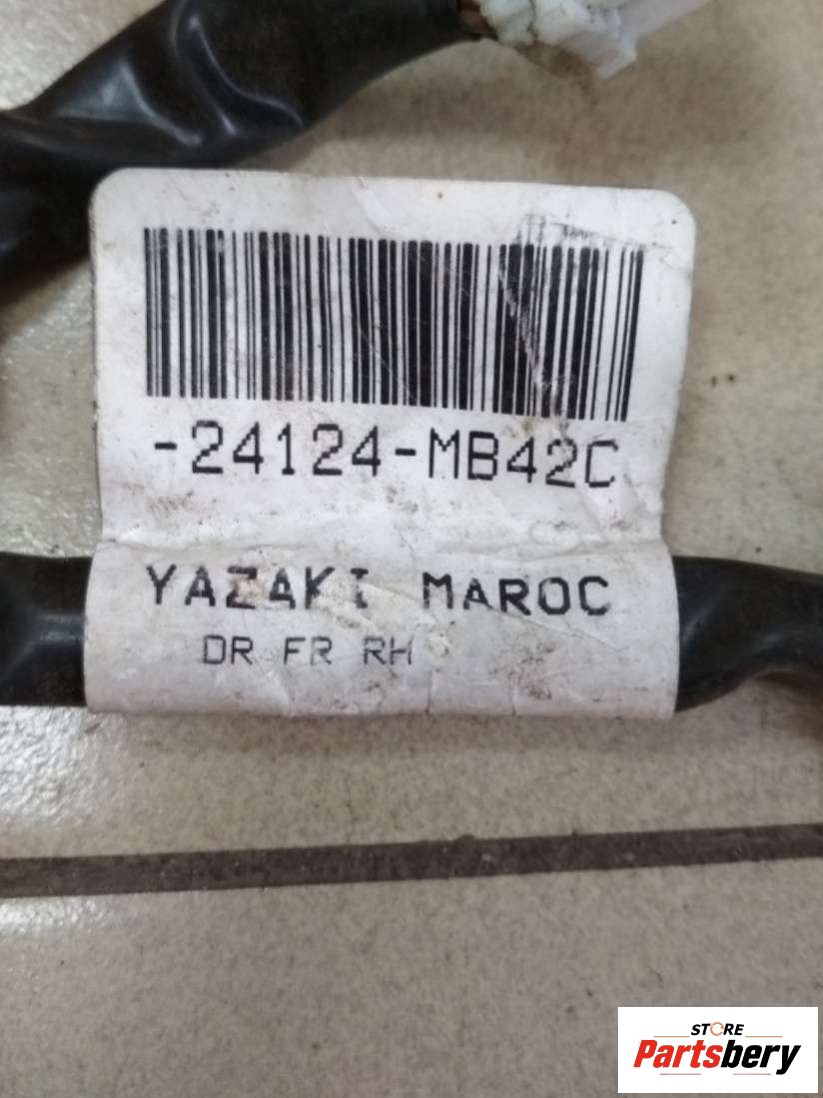 -24124-MB42C
YAZAKI MAROC
DR FR RH
STORE
Partsbery